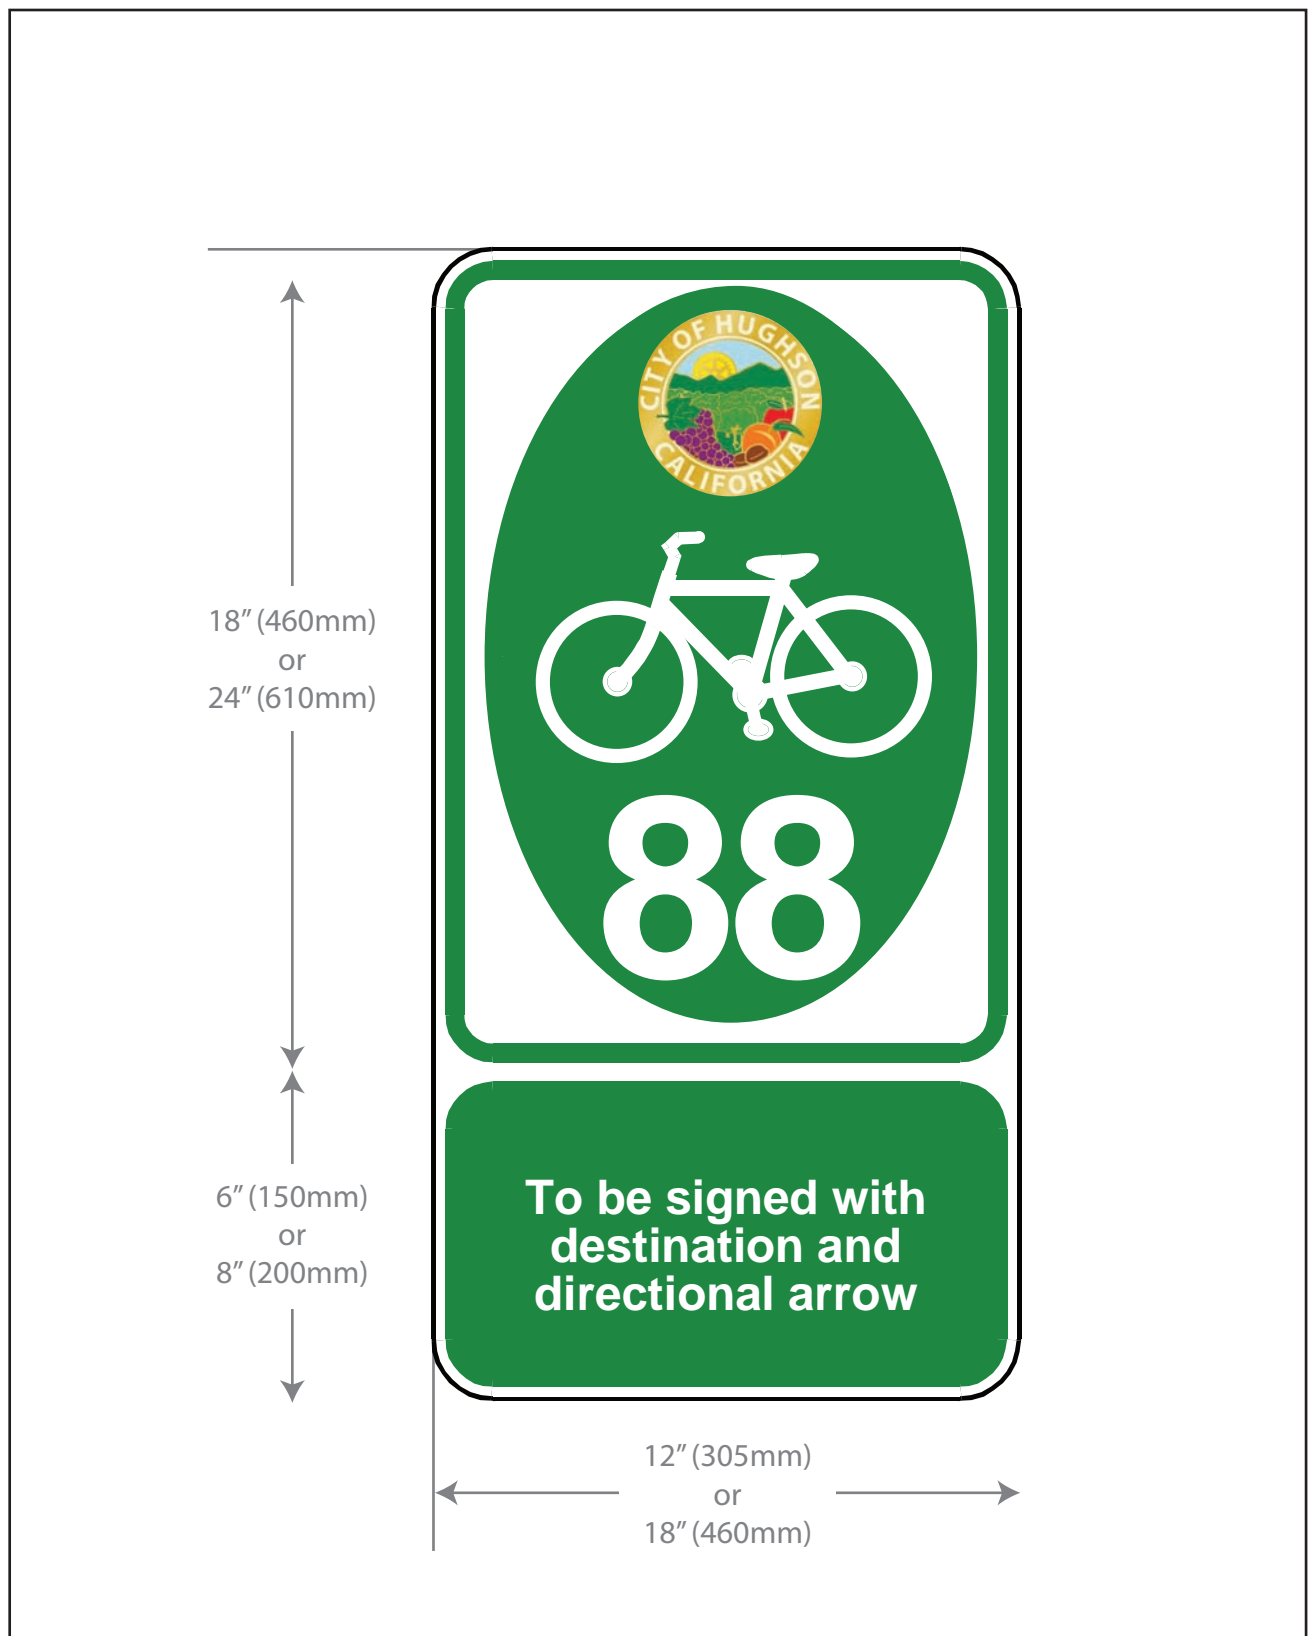 CITY OF HUGHSON
CALIFORNIA
88
18” (460mm)
or
24” (610mm)
To be signed with
destination and
directional arrow
6” (150mm)
or
8” (200mm)
12” (305mm)
or
18” (460mm)